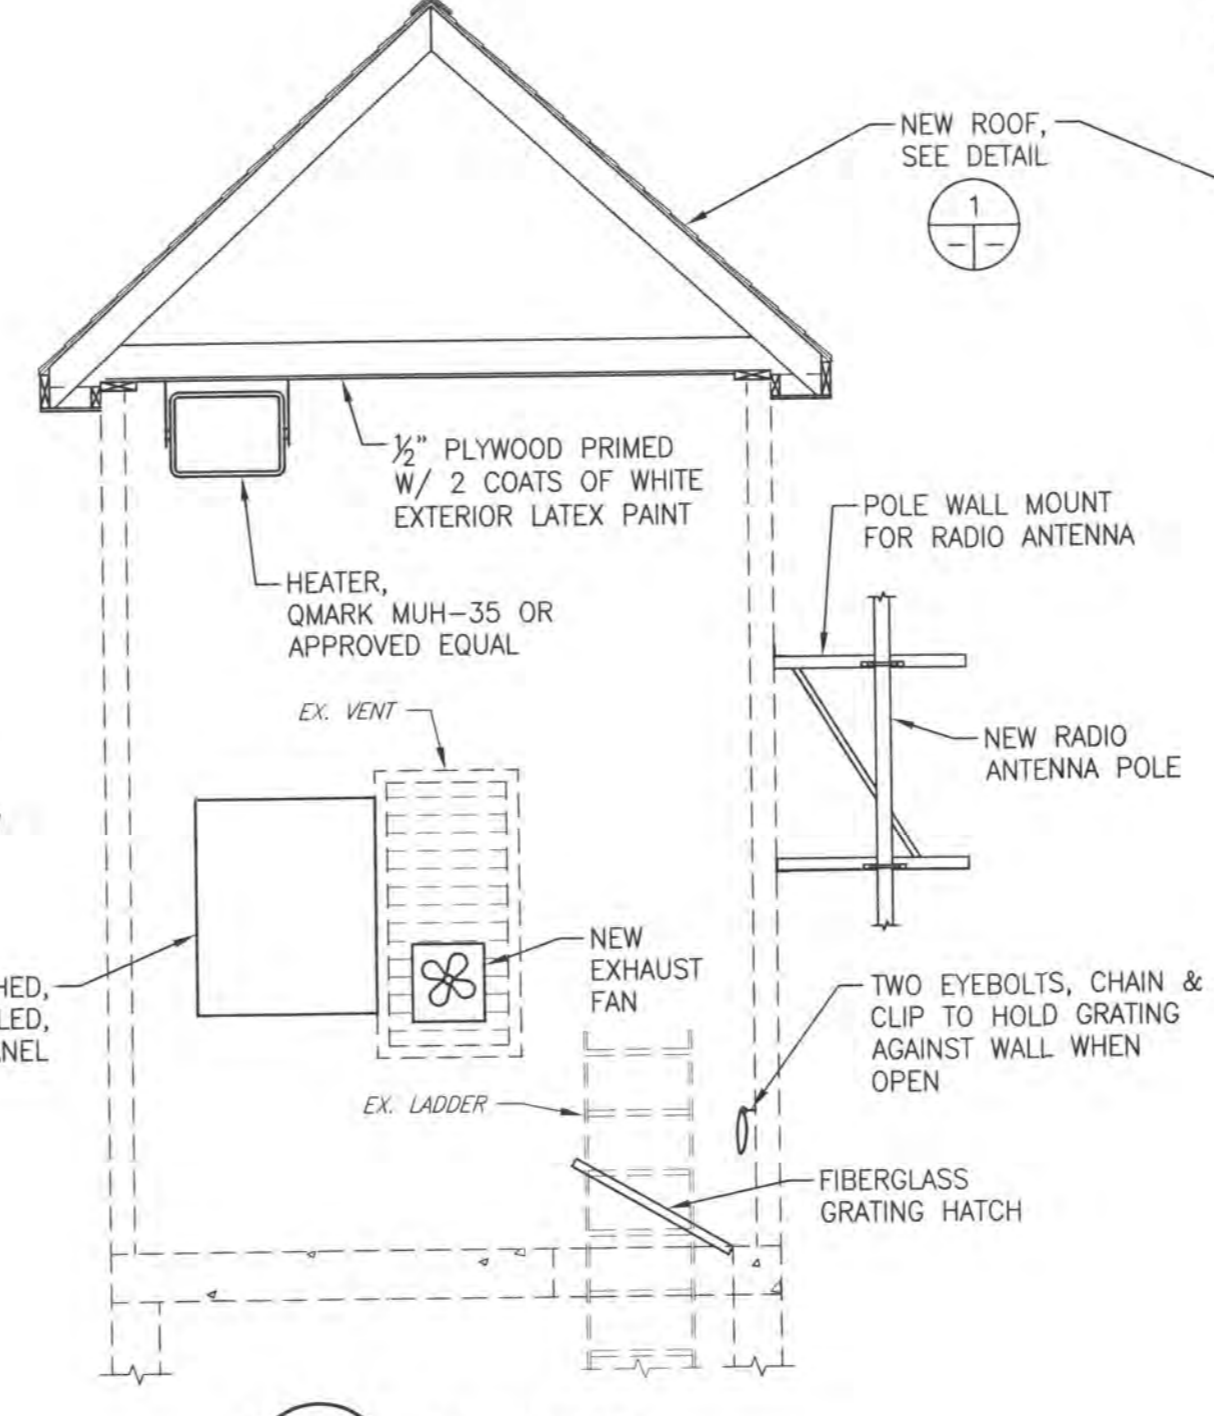 NEW ROOF,
SEE DETAIL
1
- -
½" PLYWOOD PRIMED
W/ 2 COATS OF WHITE
EXTERIOR LATEX PAINT
POLE WALL MOUNT
FOR RADIO ANTENNA
HEATER,
QMARK MUH-35 OR
APPROVED EQUAL
EX. VENT
NEW RADIO
ANTENNA POLE
NEW
EXHAUST
FAN
HED,
LED,
ANEL
TWO EYEBOLTS, CHAIN &
CLIP TO HOLD GRATING
AGAINST WALL WHEN
OPEN
EX. LADDER
FIBERGLASS
GRATING HATCH